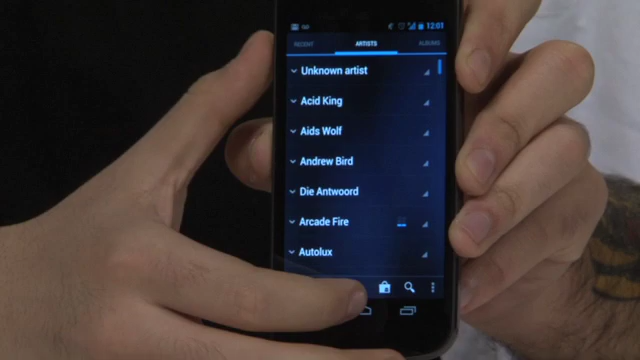 12:01
RECENT ARTISTS ALBUMS
Unknown artist
Acid King
Aids Wolf
Andrew Bird
Die Antwoord
Arcade Fire
Autolux